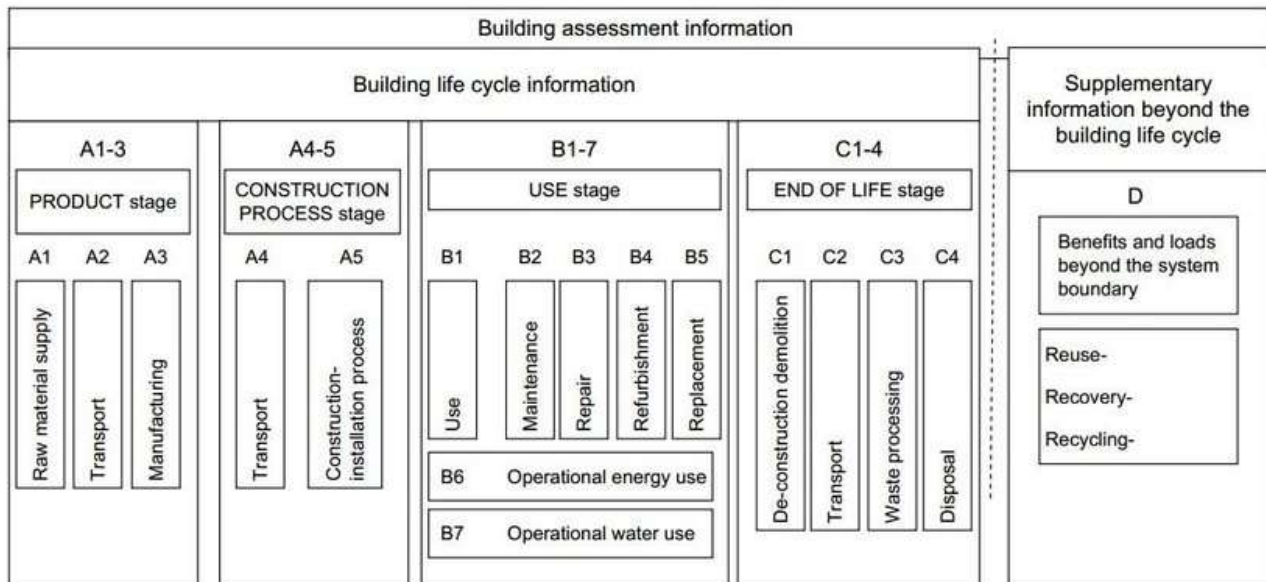 Building assessment information
Building life cycle information
Supplementary
information beyond the
building life cycle
A1-3
A4-5
B1-7
C1-4
PRODUCT stage
CONSTRUCTION
PROCESS stage
USE stage
END OF LIFE stage
D
A1
A2
A3
A4
A5
B1
B2
B3
B4
B5
C1
C2
C3
C4
Raw material supply
Transport
Manufacturing
Transport
Construction-
installation process
Use
Maintenance
Repair
Refurbishment
Replacement
B6 Operational energy use
B7 Operational water use
De-construction demolition
Transport
Waste processing
Disposal
Benefits and loads
beyond the system
boundary
Reuse-
Recovery-
Recycling-